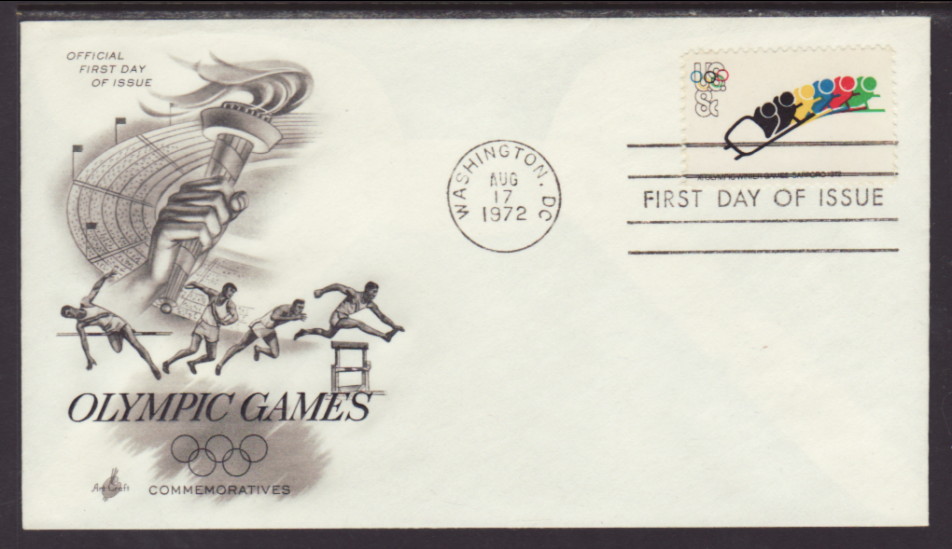 OFFICIAL
FIRST DAY
OF ISSUE
US
8c
WASHINGTON, DC
AUG
17
1972
FIRST DAY OF ISSUE
OLYMPIC GAMES
ArtCraft
COMMEMORATIVES